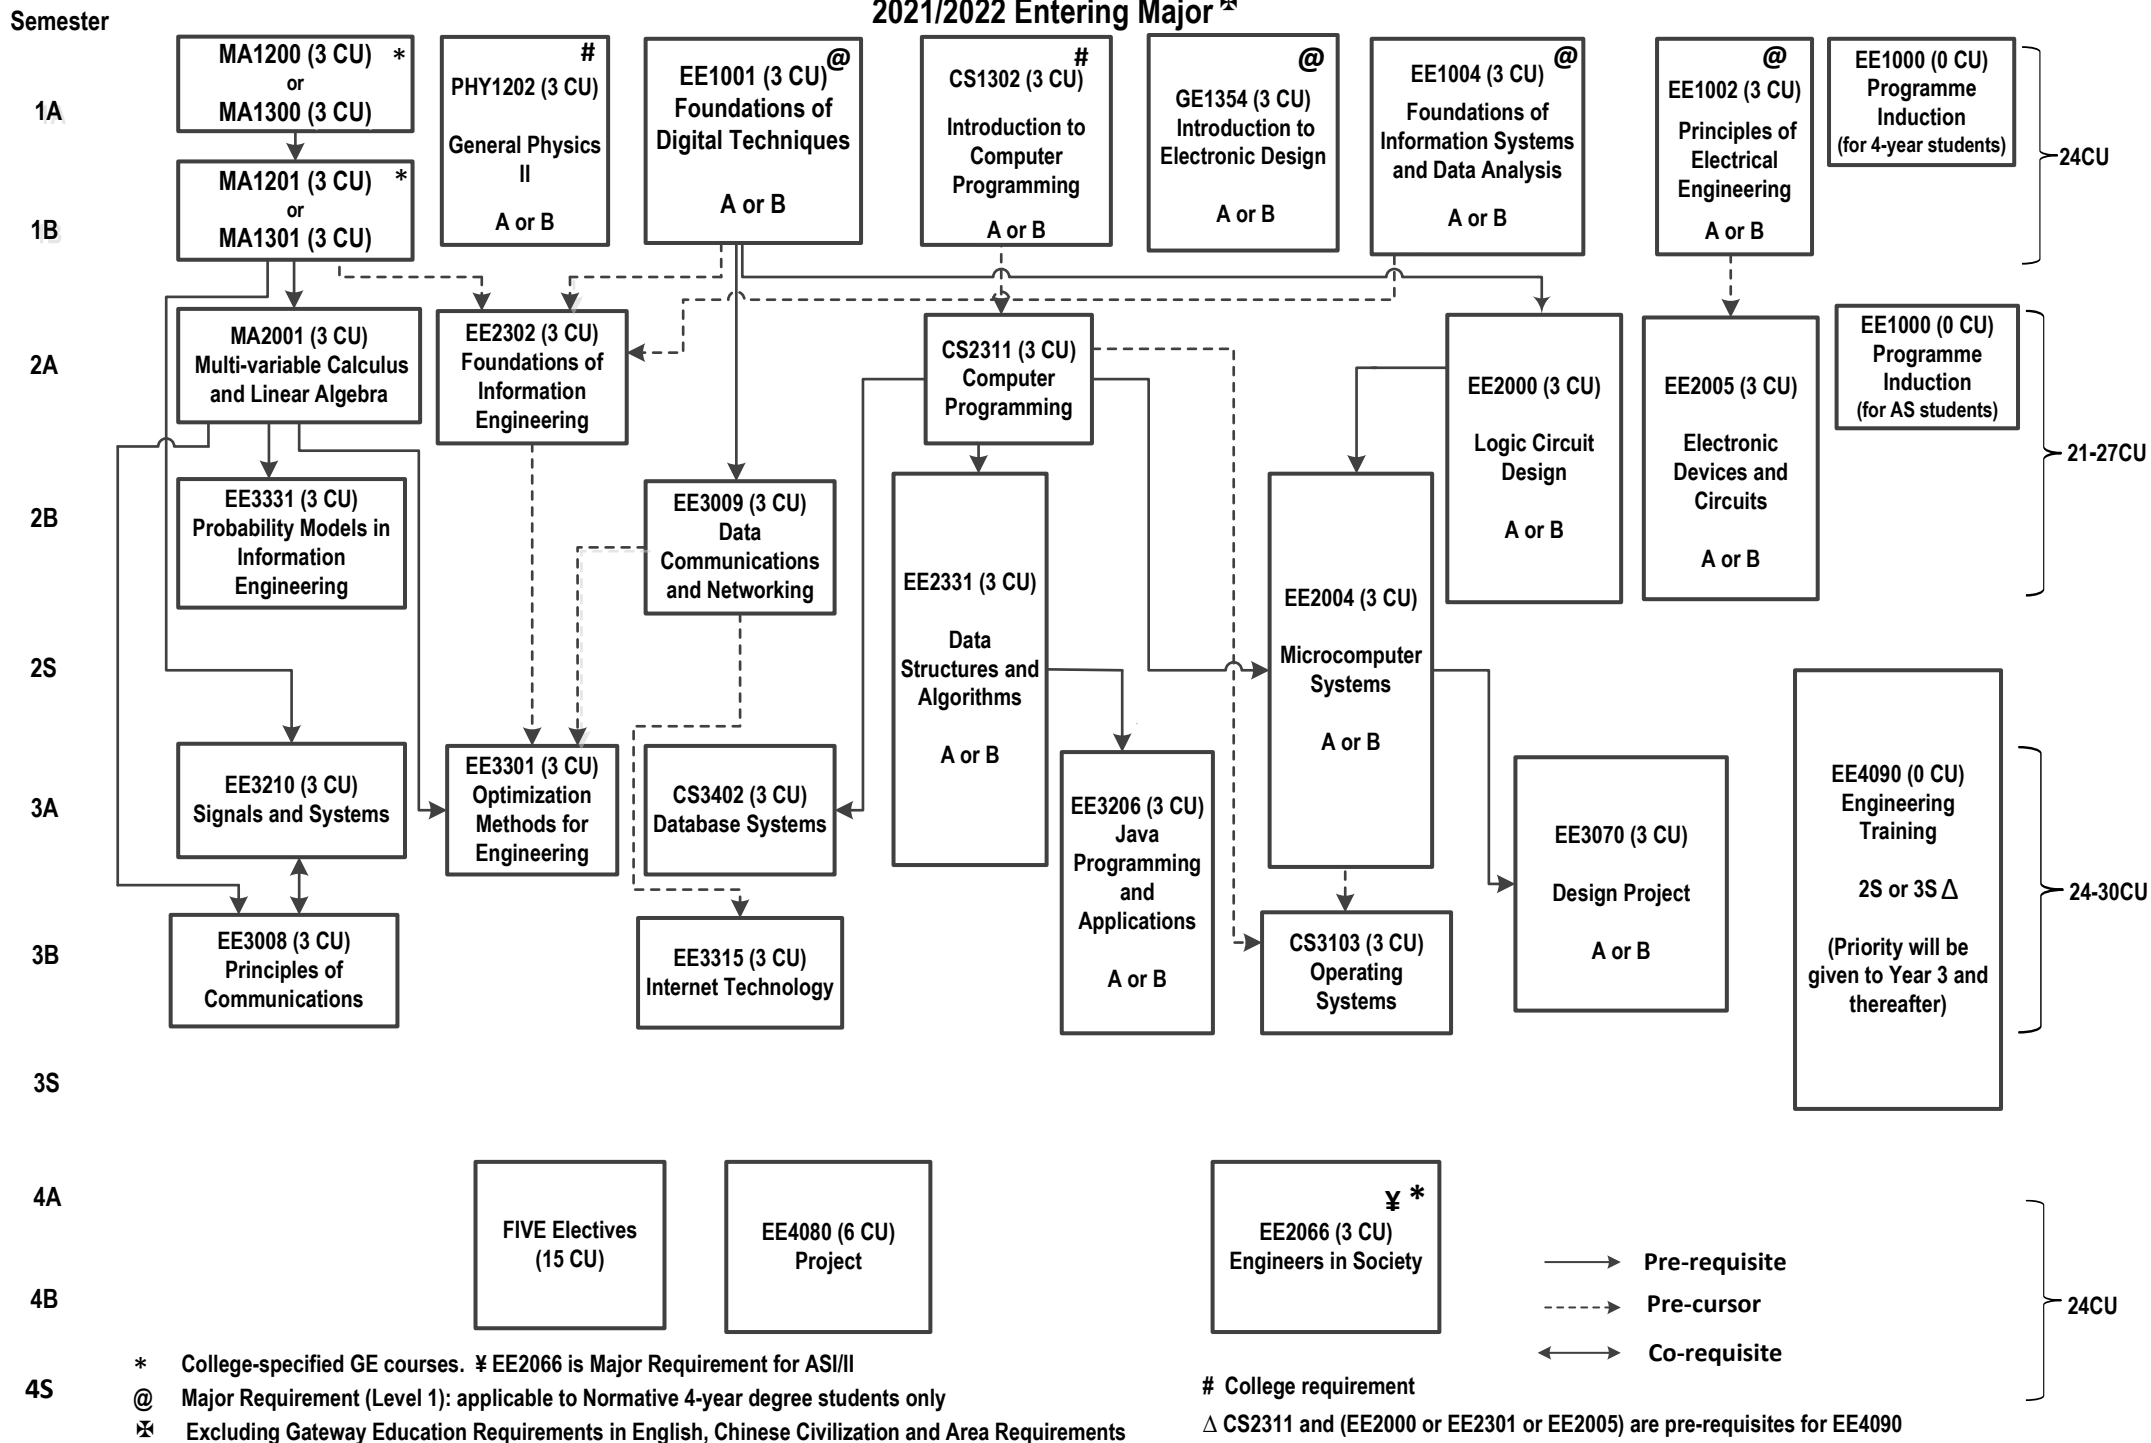 2021/2022 Entering Major ✠
Semester
1A
1B
2A
2B
2S
3A
3B
3S
4A
4B
4S
MA1200 (3 CU) *
or
MA1300 (3 CU)
MA1201 (3 CU) *
or
MA1301 (3 CU)
#
PHY1202 (3 CU)
General Physics
II
A or B
@
EE1001 (3 CU)
Foundations of
Digital Techniques
A or B
#
CS1302 (3 CU)
Introduction to
Computer
Programming
A or B
@
GE1354 (3 CU)
Introduction to
Electronic Design
A or B
@
EE1004 (3 CU)
Foundations of
Information Systems
and Data Analysis
A or B
@
EE1002 (3 CU)
Principles of
Electrical
Engineering
A or B
EE1000 (0 CU)
Programme
Induction
(for 4-year students)
24CU
MA2001 (3 CU)
Multi-variable Calculus
and Linear Algebra
EE2302 (3 CU)
Foundations of
Information
Engineering
CS2311 (3 CU)
Computer
Programming
EE2000 (3 CU)
Logic Circuit
Design
A or B
EE2005 (3 CU)
Electronic
Devices and
Circuits
A or B
EE1000 (0 CU)
Programme
Induction
(for AS students)
21-27CU
EE3331 (3 CU)
Probability Models in
Information
Engineering
EE3009 (3 CU)
Data
Communications
and Networking
EE2331 (3 CU)
Data
Structures and
Algorithms
A or B
EE2004 (3 CU)
Microcomputer
Systems
A or B
EE3210 (3 CU)
Signals and Systems
EE3301 (3 CU)
Optimization
Methods for
Engineering
CS3402 (3 CU)
Database Systems
EE3206 (3 CU)
Java
Programming
and
Applications
A or B
EE3070 (3 CU)
Design Project
A or B
EE4090 (0 CU)
Engineering
Training
2S or 3S Δ
(Priority will be
given to Year 3 and
thereafter)
24-30CU
EE3008 (3 CU)
Principles of
Communications
EE3315 (3 CU)
Internet Technology
CS3103 (3 CU)
Operating
Systems
FIVE Electives
(15 CU)
EE4080 (6 CU)
Project
¥ *
EE2066 (3 CU)
Engineers in Society
Pre-requisite
Pre-cursor
Co-requisite
24CU
* College-specified GE courses. ¥ EE2066 is Major Requirement for ASI/II
@ Major Requirement (Level 1): applicable to Normative 4-year degree students only
✠ Excluding Gateway Education Requirements in English, Chinese Civilization and Area Requirements
# College requirement
Δ CS2311 and (EE2000 or EE2301 or EE2005) are pre-requisites for EE4090